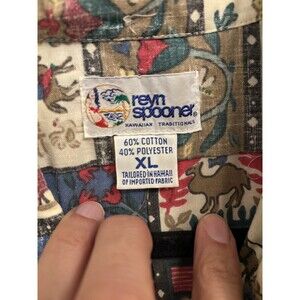 reyn
spooner®
HAWAIIAN TRADITIONALS
60% COTTON
40% POLYESTER
XL
TAILORED IN HAWAII
OF IMPORTED FABRIC